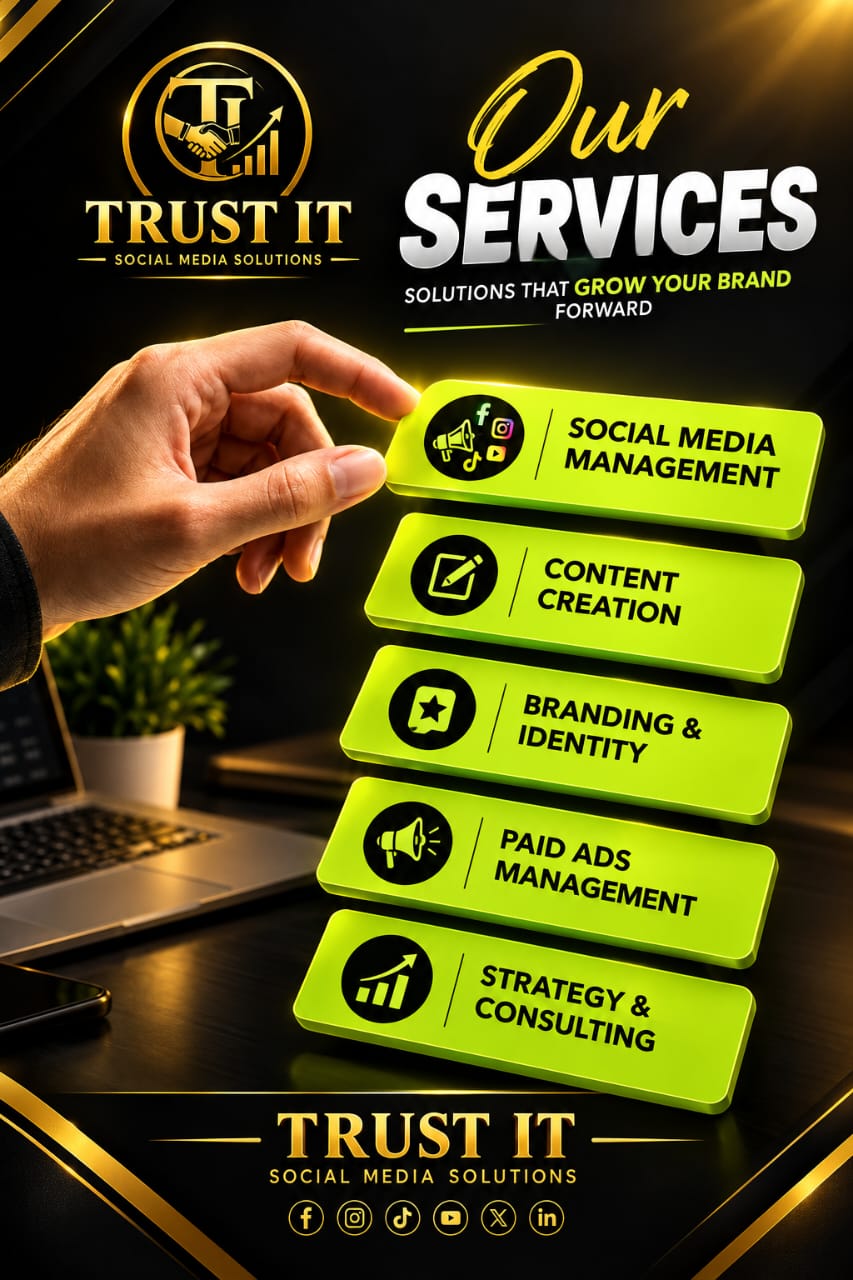 TI
TRUST IT
SOCIAL MEDIA SOLUTIONS
Our
SERVICES
SOLUTIONS THAT GROW YOUR BRAND
FORWARD
SOCIAL MEDIA
MANAGEMENT
CONTENT
CREATION
BRANDING &
IDENTITY
PAID ADS
MANAGEMENT
STRATEGY &
CONSULTING
TRUST IT
SOCIAL MEDIA SOLUTIONS